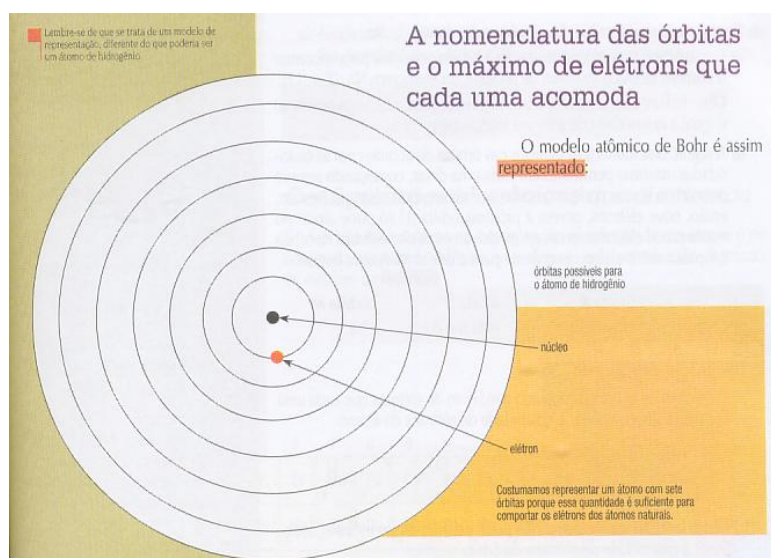 Lembre-se de que se trata de um modelo de
representação, diferente do que poderia ser
um átomo de hidrogênio.
A nomenclatura das órbitas
e o máximo de elétrons que
cada uma acomoda
O modelo atômico de Bohr é assim
representado:
órbitas possíveis para
o átomo de hidrogênio
núcleo
elétron
Costumamos representar um átomo com sete
órbitas porque essa quantidade é suficiente para
comportar os elétrons dos átomos naturais.